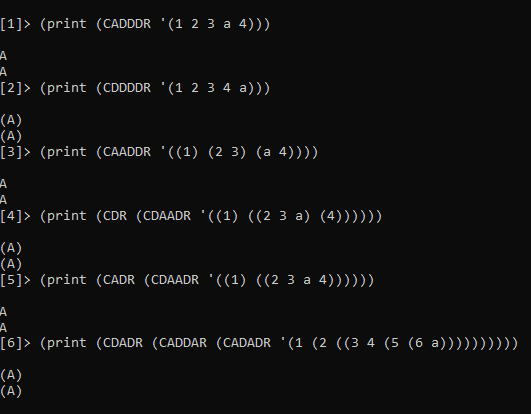 [1]> (print (CADDDR '(1 2 3 a 4)))
A
A
[2]> (print (CDDDDR '(1 2 3 4 a)))
(A)
(A)
[3]> (print (CAADDR '((1) (2 3) (a 4))))
A
A
[4]> (print (CDR (CDAADR '((1) ((2 3 a) (4))))))
(A)
(A)
[5]> (print (CADR (CDAADR '((1) ((2 3 a 4))))))
A
A
[6]> (print (CDADR (CADDAR (CADADR '(1 (2 ((3 4 (5 (6 a))))))))))
(A)
(A)